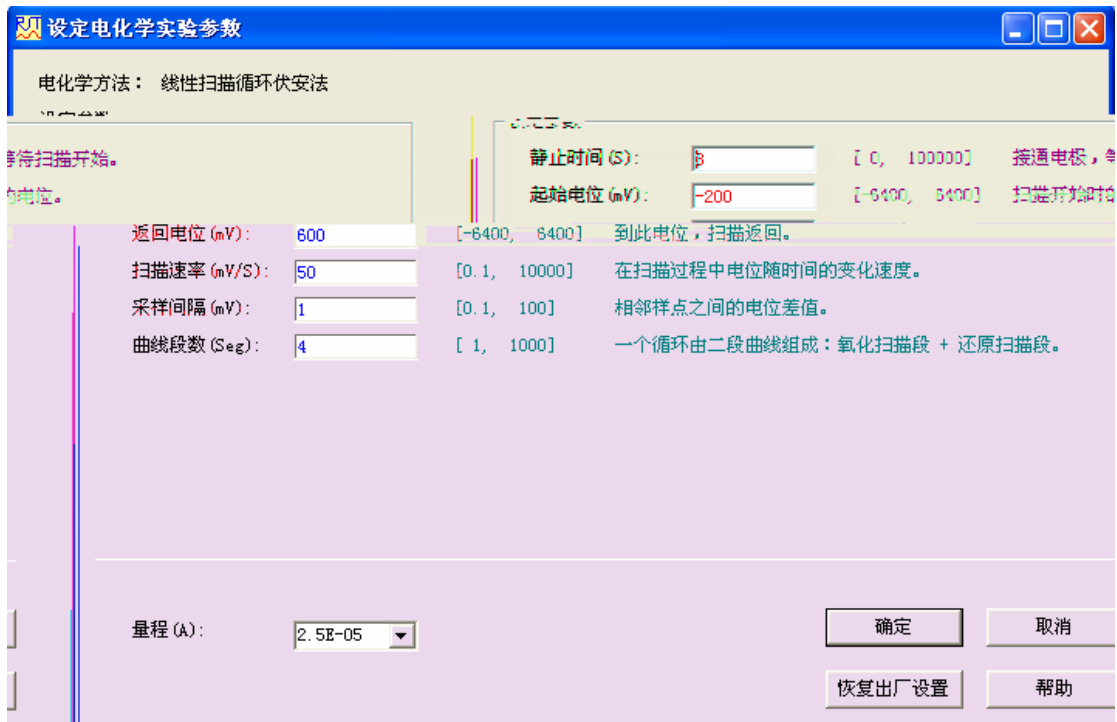 设定电化学实验参数
电化学方法： 线性扫描循环伏安法
等待扫描开始。
静止时间(S): [ 0, 100000] 接通电极，等
的电位。
起始电位(mV): -200 [-6400, 6400] 扫描开始时的
返回电位(mV): 600 [-6400, 6400] 到此电位，扫描返回。
扫描速率(mV/S): 50 [0.1, 10000] 在扫描过程中电位随时间的变化速度。
采样间隔(mV): 1 [0.1, 100] 相邻样点之间的电位差值。
曲线段数(Seg): 4 [ 1, 1000] 一个循环由二段曲线组成：氧化扫描段 + 还原扫描段。
量程(A): 2.5E-05
确定 取消
恢复出厂设置 帮助